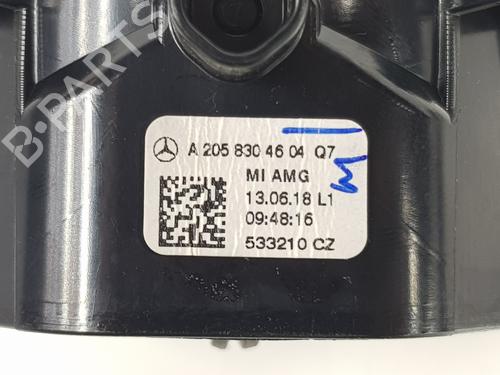 B-PARTS
A 205 830 46 04 Q7
MI AMG
13.06.18 L1
09:48:16
533210 CZ